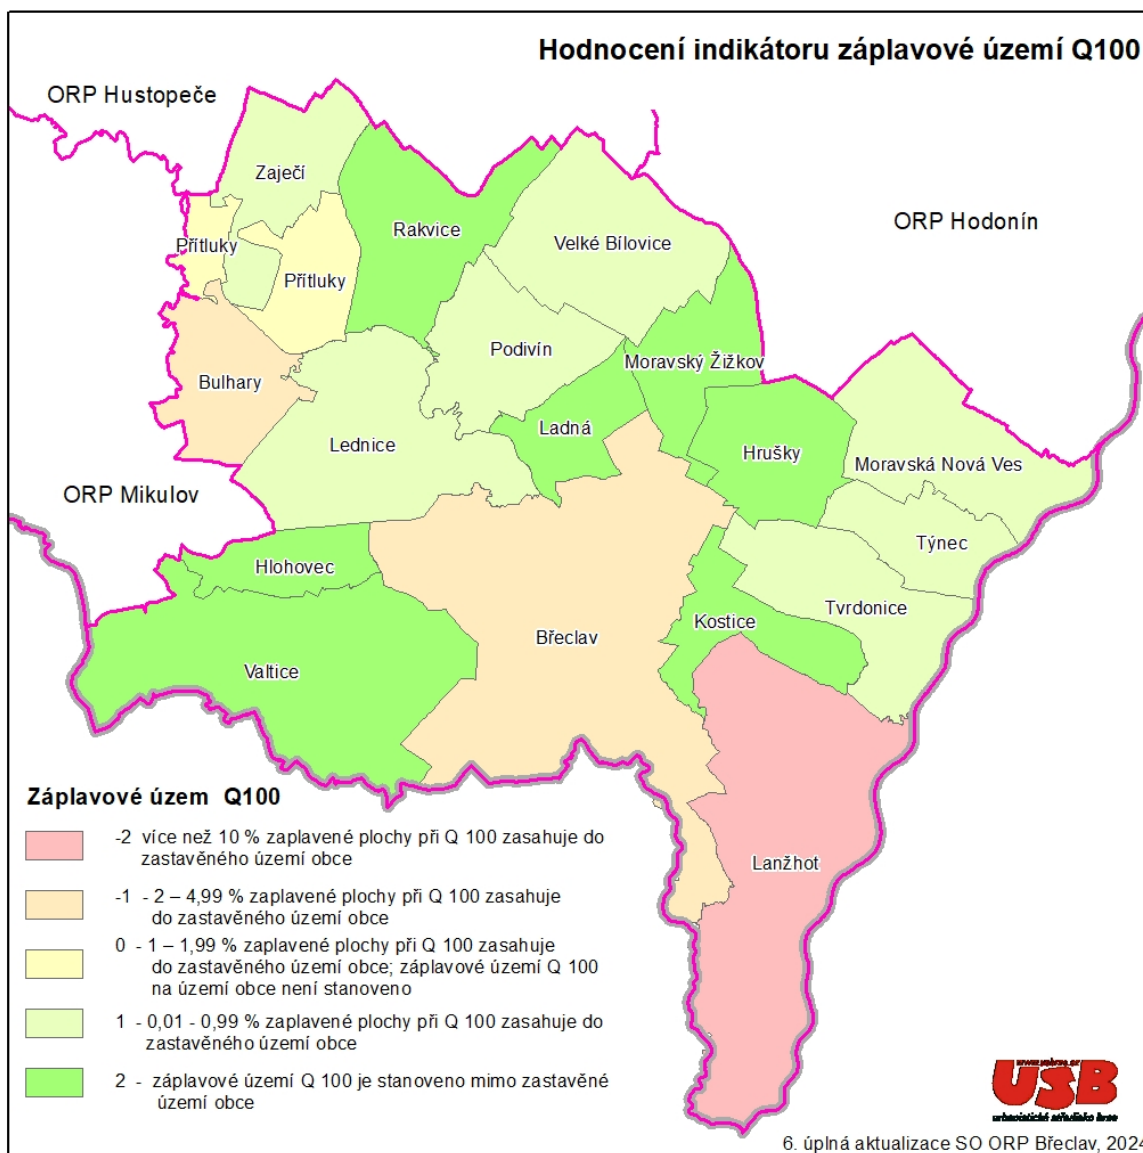 Hodnocení indikátoru záplavové území Q100
ORP Hustopeče
Zaječí
ORP Hodonín
Rakvice
Velké Bílovice
Přítluky
Přítluky
Podivín
Moravský Žižkov
Bulhary
Ladná
Lednice
Hrušky
Moravská Nová Ves
ORP Mikulov
Týnec
Hlohovec
Tvrdonice
Kostice
Břeclav
Valtice
Lanžhot
Záplavové územ  Q100
-2  více než 10 % zaplavené plochy při Q 100 zasahuje do
zastavěného území obce
-1  - 2 – 4,99 % zaplavené plochy při Q 100 zasahuje
do zastavěného území obce
0  - 1 – 1,99 % zaplavené plochy při Q 100 zasahuje
do zastavěného území obce; záplavové území Q 100
na území obce není stanoveno
1  - 0,01 - 0,99 % zaplavené plochy při Q 100 zasahuje do
zastavěného území obce
2 -  záplavové území Q 100 je stanoveno mimo zastavěné
území obce
USB
urbanistické středisko brno
6. úplná aktualizace SO ORP Břeclav, 2024